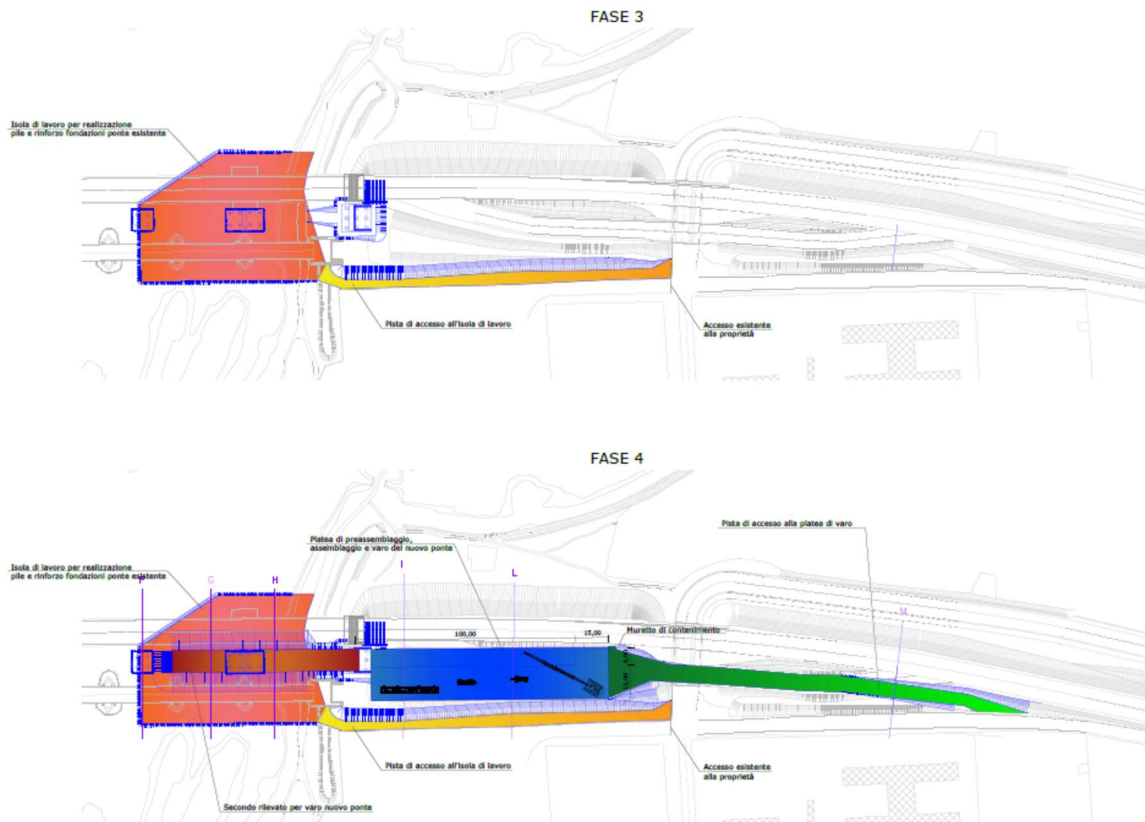 FASE 3
Isola di lavoro per realizzazione
pile e rinforzo fondazioni ponte esistente
Pista di accesso all'isola di lavoro
Accesso esistente
alla proprietà
FASE 4
Pista di accesso alla platea di varo
Platea di preassemblaggio,
assemblaggio e varo del nuovo ponte
Isola di lavoro per realizzazione
pile e rinforzo fondazioni ponte esistente
G
H
I
L
M
100,00
15,00
Muretto di contenimento
Pista di accesso all'isola di lavoro
Accesso esistente
alla proprietà
Secondo rilevato per varo nuovo ponte